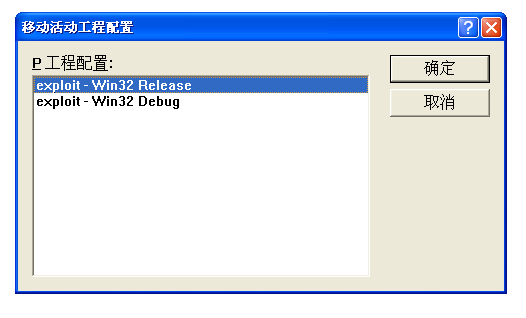 移动活动工程配置
P 工程配置:
exploit - Win32 Release
exploit - Win32 Debug
确定
取消